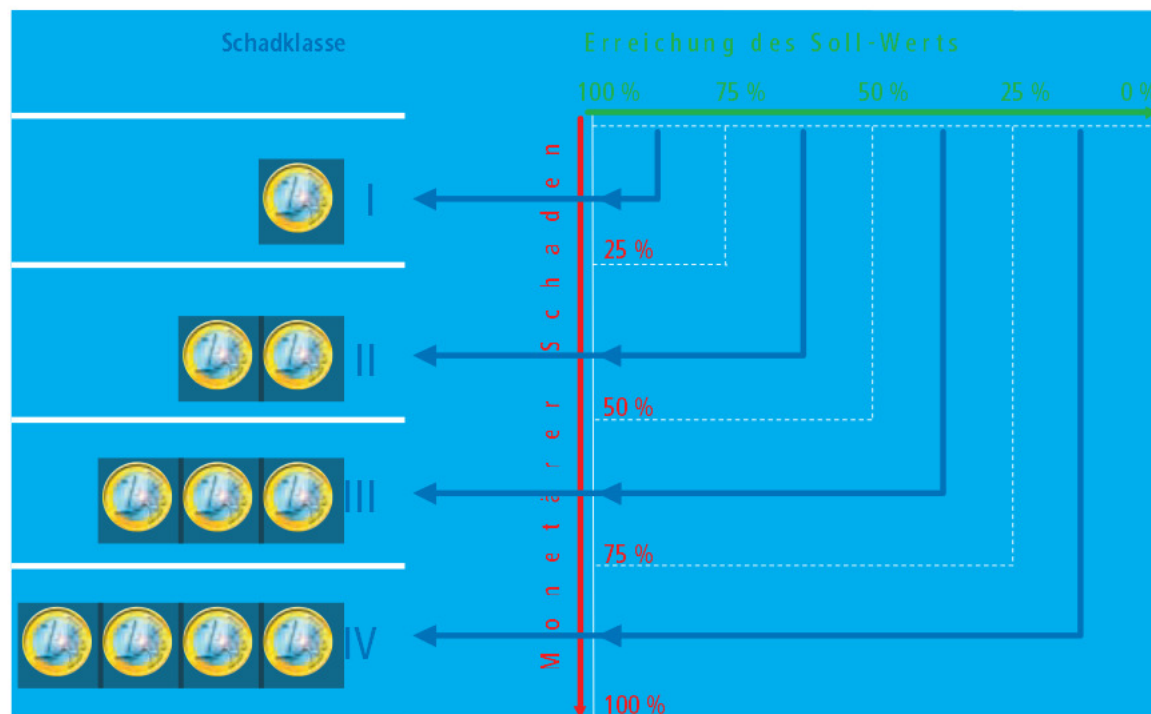 Schadklasse
Erreichung des Soll-Werts
100 % 75 % 50 % 25 % 0 %
Monetärer Schaden
I
25 %
II
50 %
III
75 %
IV
100 %